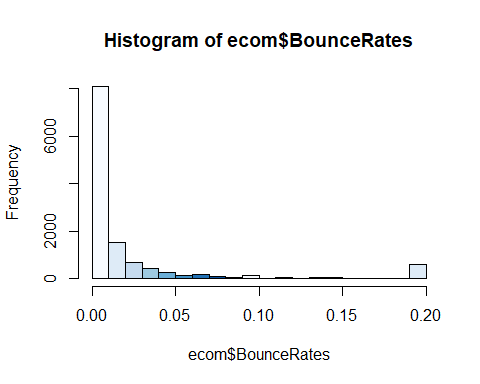 Histogram of ecom$BounceRates
Frequency
6000
2000
0
0.00 0.05 0.10 0.15 0.20
ecom$BounceRates